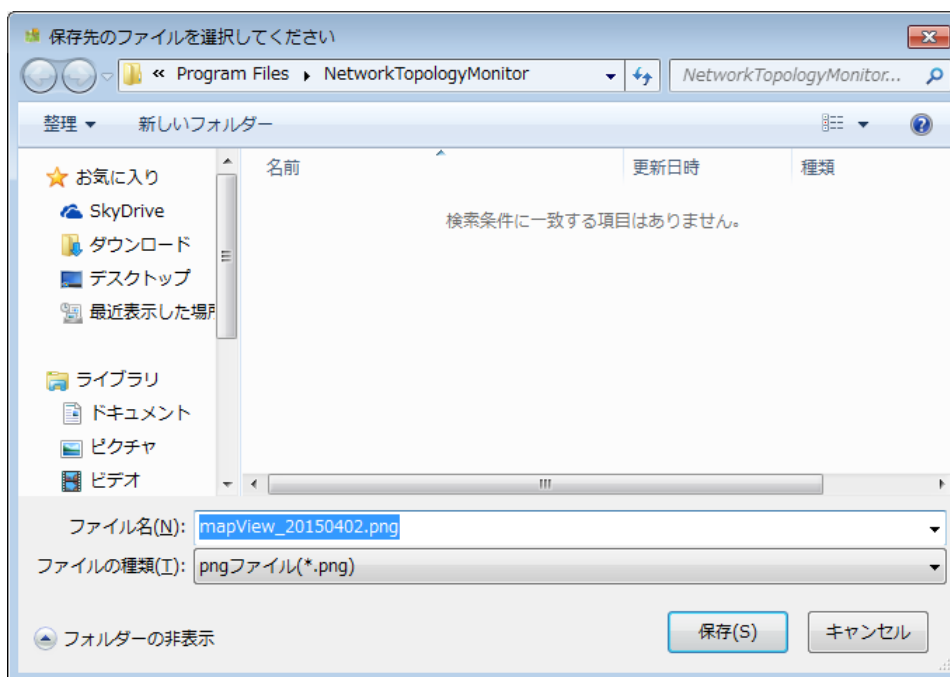 保存先のファイルを選択してください
« Program Files ▸ NetworkTopologyMonitor
NetworkTopologyMonitor...
整理 新しいフォルダー
名前 更新日時 種類
検索条件に一致する項目はありません。
お気に入り
SkyDrive
ダウンロード
デスクトップ
最近表示した場所
ライブラリ
ドキュメント
ピクチャ
ビデオ
ファイル名(N): mapView_20150402.png
ファイルの種類(T): pngファイル(*.png)
フォルダーの非表示 保存(S) キャンセル